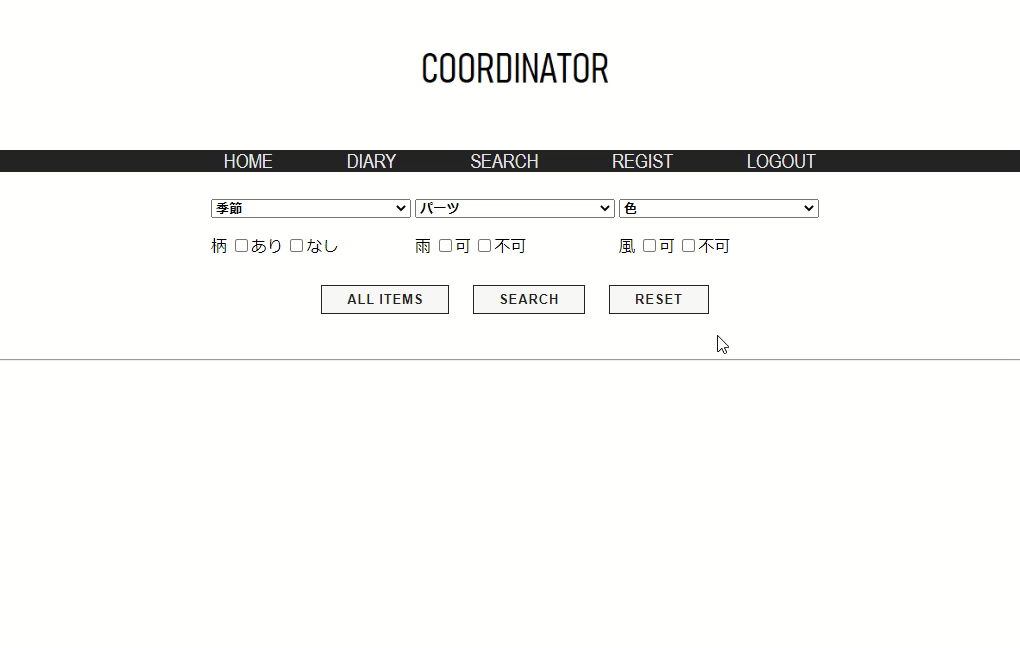 COORDINATOR
HOME DIARY SEARCH REGIST LOGOUT
季節 パーツ 色
柄 あり なし 雨 可 不可 風 可 不可
ALL ITEMS SEARCH RESET